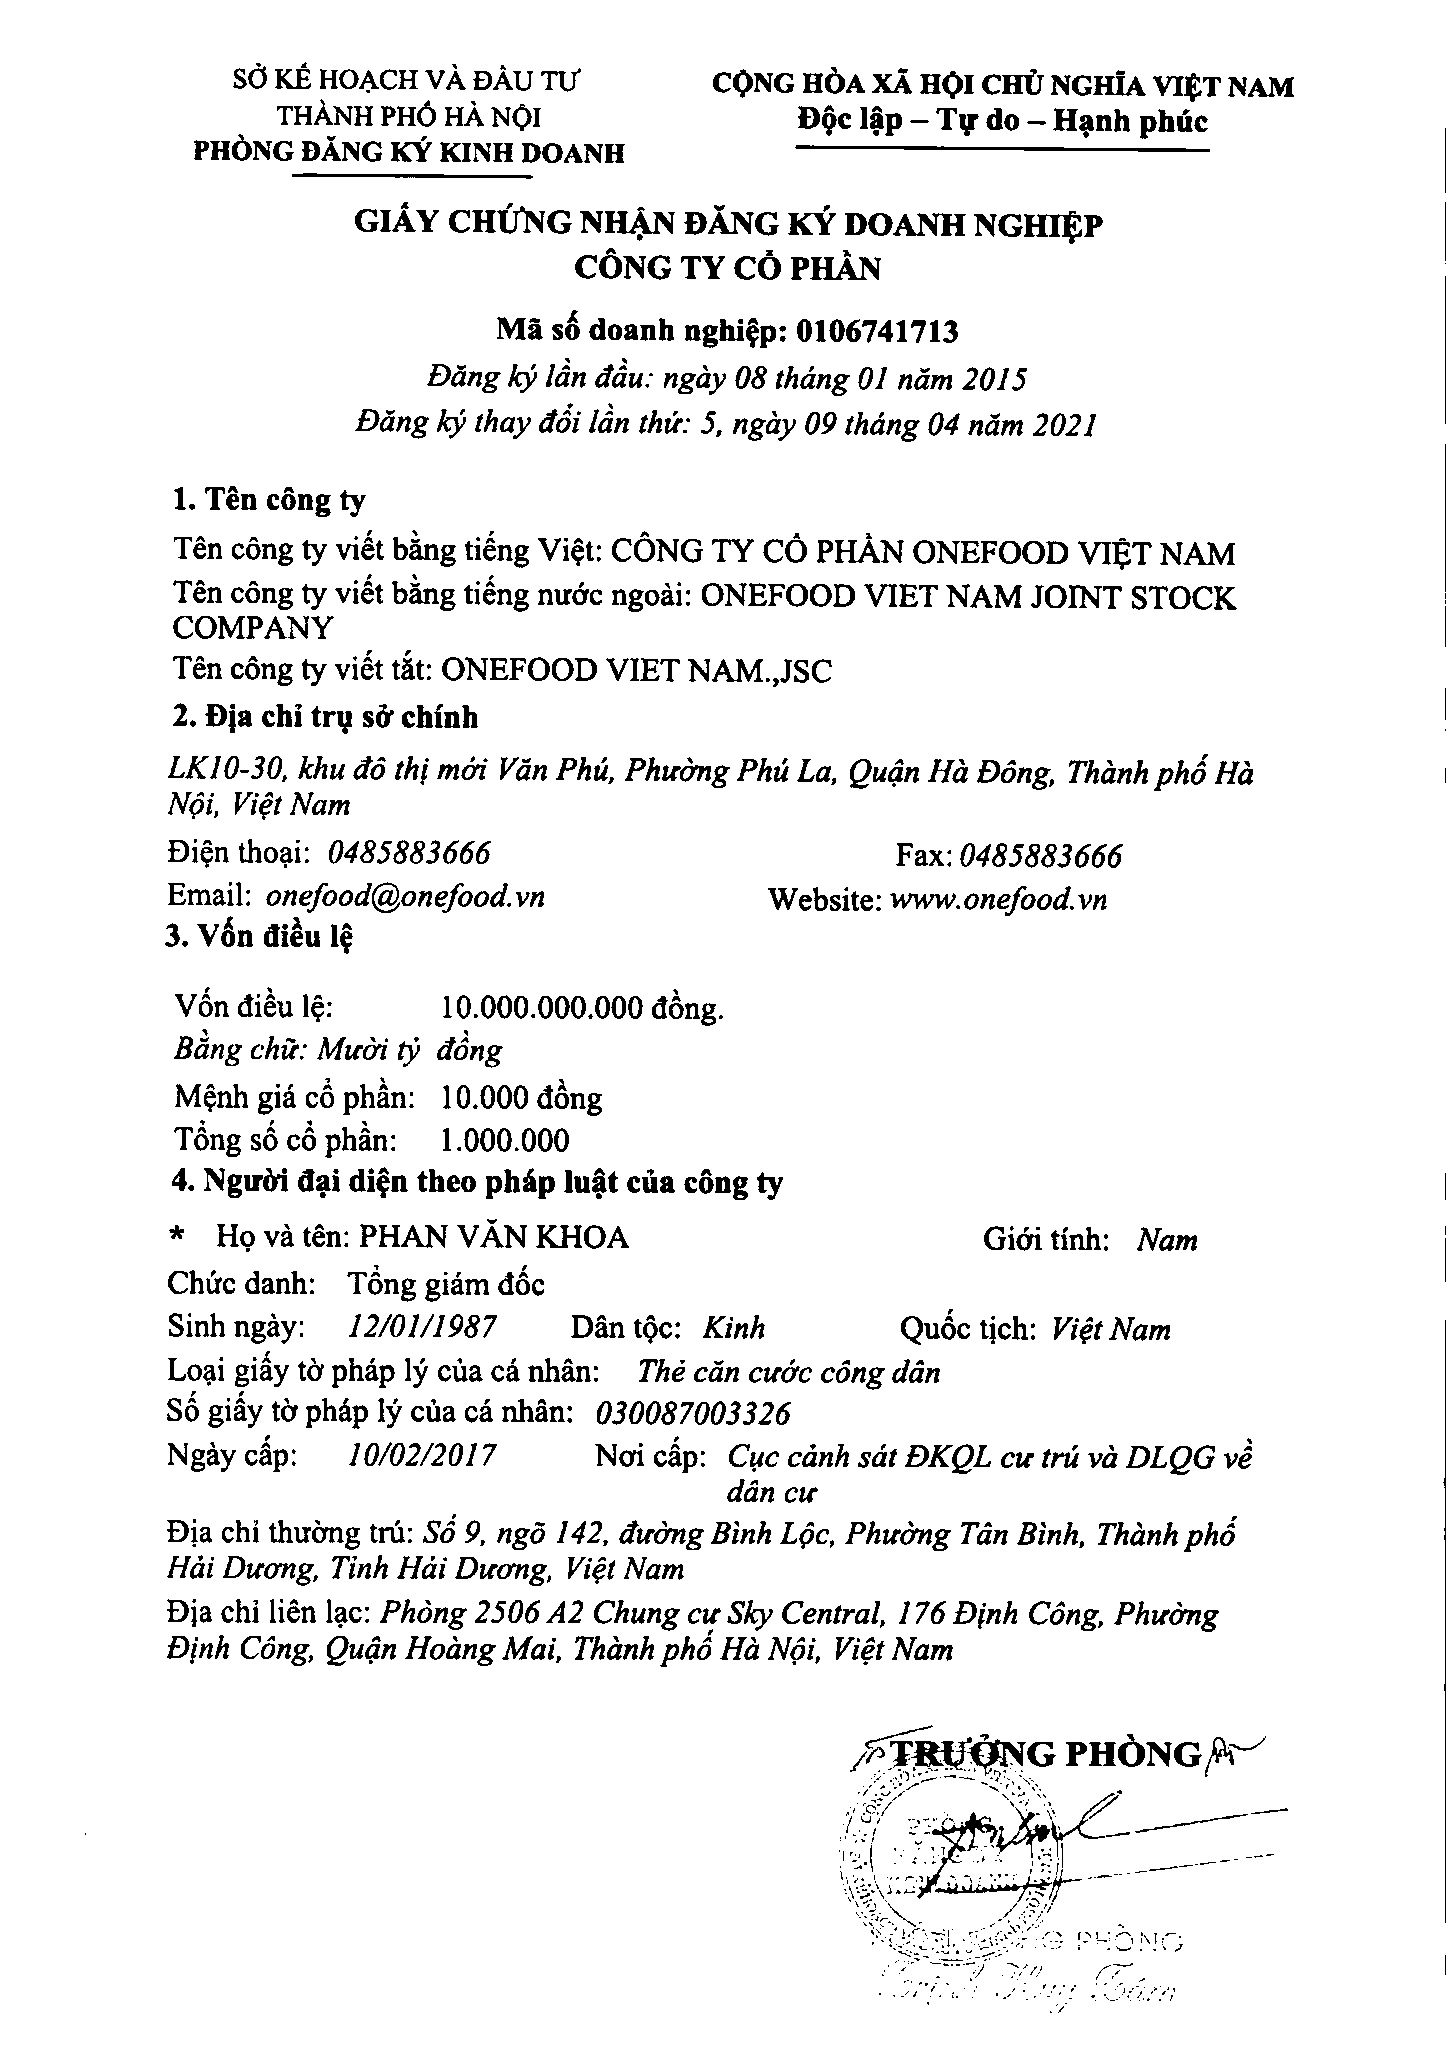 SỞ KẾ HOẠCH VÀ ĐẦU TƯ
THÀNH PHỐ HÀ NỘI
PHÒNG ĐĂNG KÝ KINH DOANH
CỘNG HÒA XÃ HỘI CHỦ NGHĨA VIỆT NAM
Độc lập – Tự do – Hạnh phúc
GIẤY CHỨNG NHẬN ĐĂNG KÝ DOANH NGHIỆP
CÔNG TY CỔ PHẦN
Mã số doanh nghiệp: 0106741713
Đăng ký lần đầu: ngày 08 tháng 01 năm 2015
Đăng ký thay đổi lần thứ: 5, ngày 09 tháng 04 năm 2021
1. Tên công ty
Tên công ty viết bằng tiếng Việt: CÔNG TY CỔ PHẦN ONEFOOD VIỆT NAM
Tên công ty viết bằng tiếng nước ngoài: ONEFOOD VIET NAM JOINT STOCK
COMPANY
Tên công ty viết tắt: ONEFOOD VIET NAM.,JSC
2. Địa chỉ trụ sở chính
LK10-30, khu đô thị mới Văn Phú, Phường Phú La, Quận Hà Đông, Thành phố Hà
Nội, Việt Nam
Điện thoại: 0485883666 Fax: 0485883666
Email: onefood@onefood.vn Website: www.onefood.vn
3. Vốn điều lệ
Vốn điều lệ: 10.000.000.000 đồng.
Bằng chữ: Mười tỷ đồng
Mệnh giá cổ phần: 10.000 đồng
Tổng số cổ phần: 1.000.000
4. Người đại diện theo pháp luật của công ty
* Họ và tên: PHAN VĂN KHOA Giới tính: Nam
Chức danh: Tổng giám đốc
Sinh ngày: 12/01/1987 Dân tộc: Kinh Quốc tịch: Việt Nam
Loại giấy tờ pháp lý của cá nhân: Thẻ căn cước công dân
Số giấy tờ pháp lý của cá nhân: 030087003326
Ngày cấp: 10/02/2017 Nơi cấp: Cục cảnh sát ĐKQL cư trú và DLQG về
dân cư
Địa chỉ thường trú: Số 9, ngõ 142, đường Bình Lộc, Phường Tân Bình, Thành phố
Hải Dương, Tỉnh Hải Dương, Việt Nam
Địa chỉ liên lạc: Phòng 2506 A2 Chung cư Sky Central, 176 Định Công, Phường
Định Công, Quận Hoàng Mai, Thành phố Hà Nội, Việt Nam
TRƯỞNG PHÒNG
PHÒNG
ĐĂNG KÝ
KINH DOANH
PHÒNG
Huy Tám